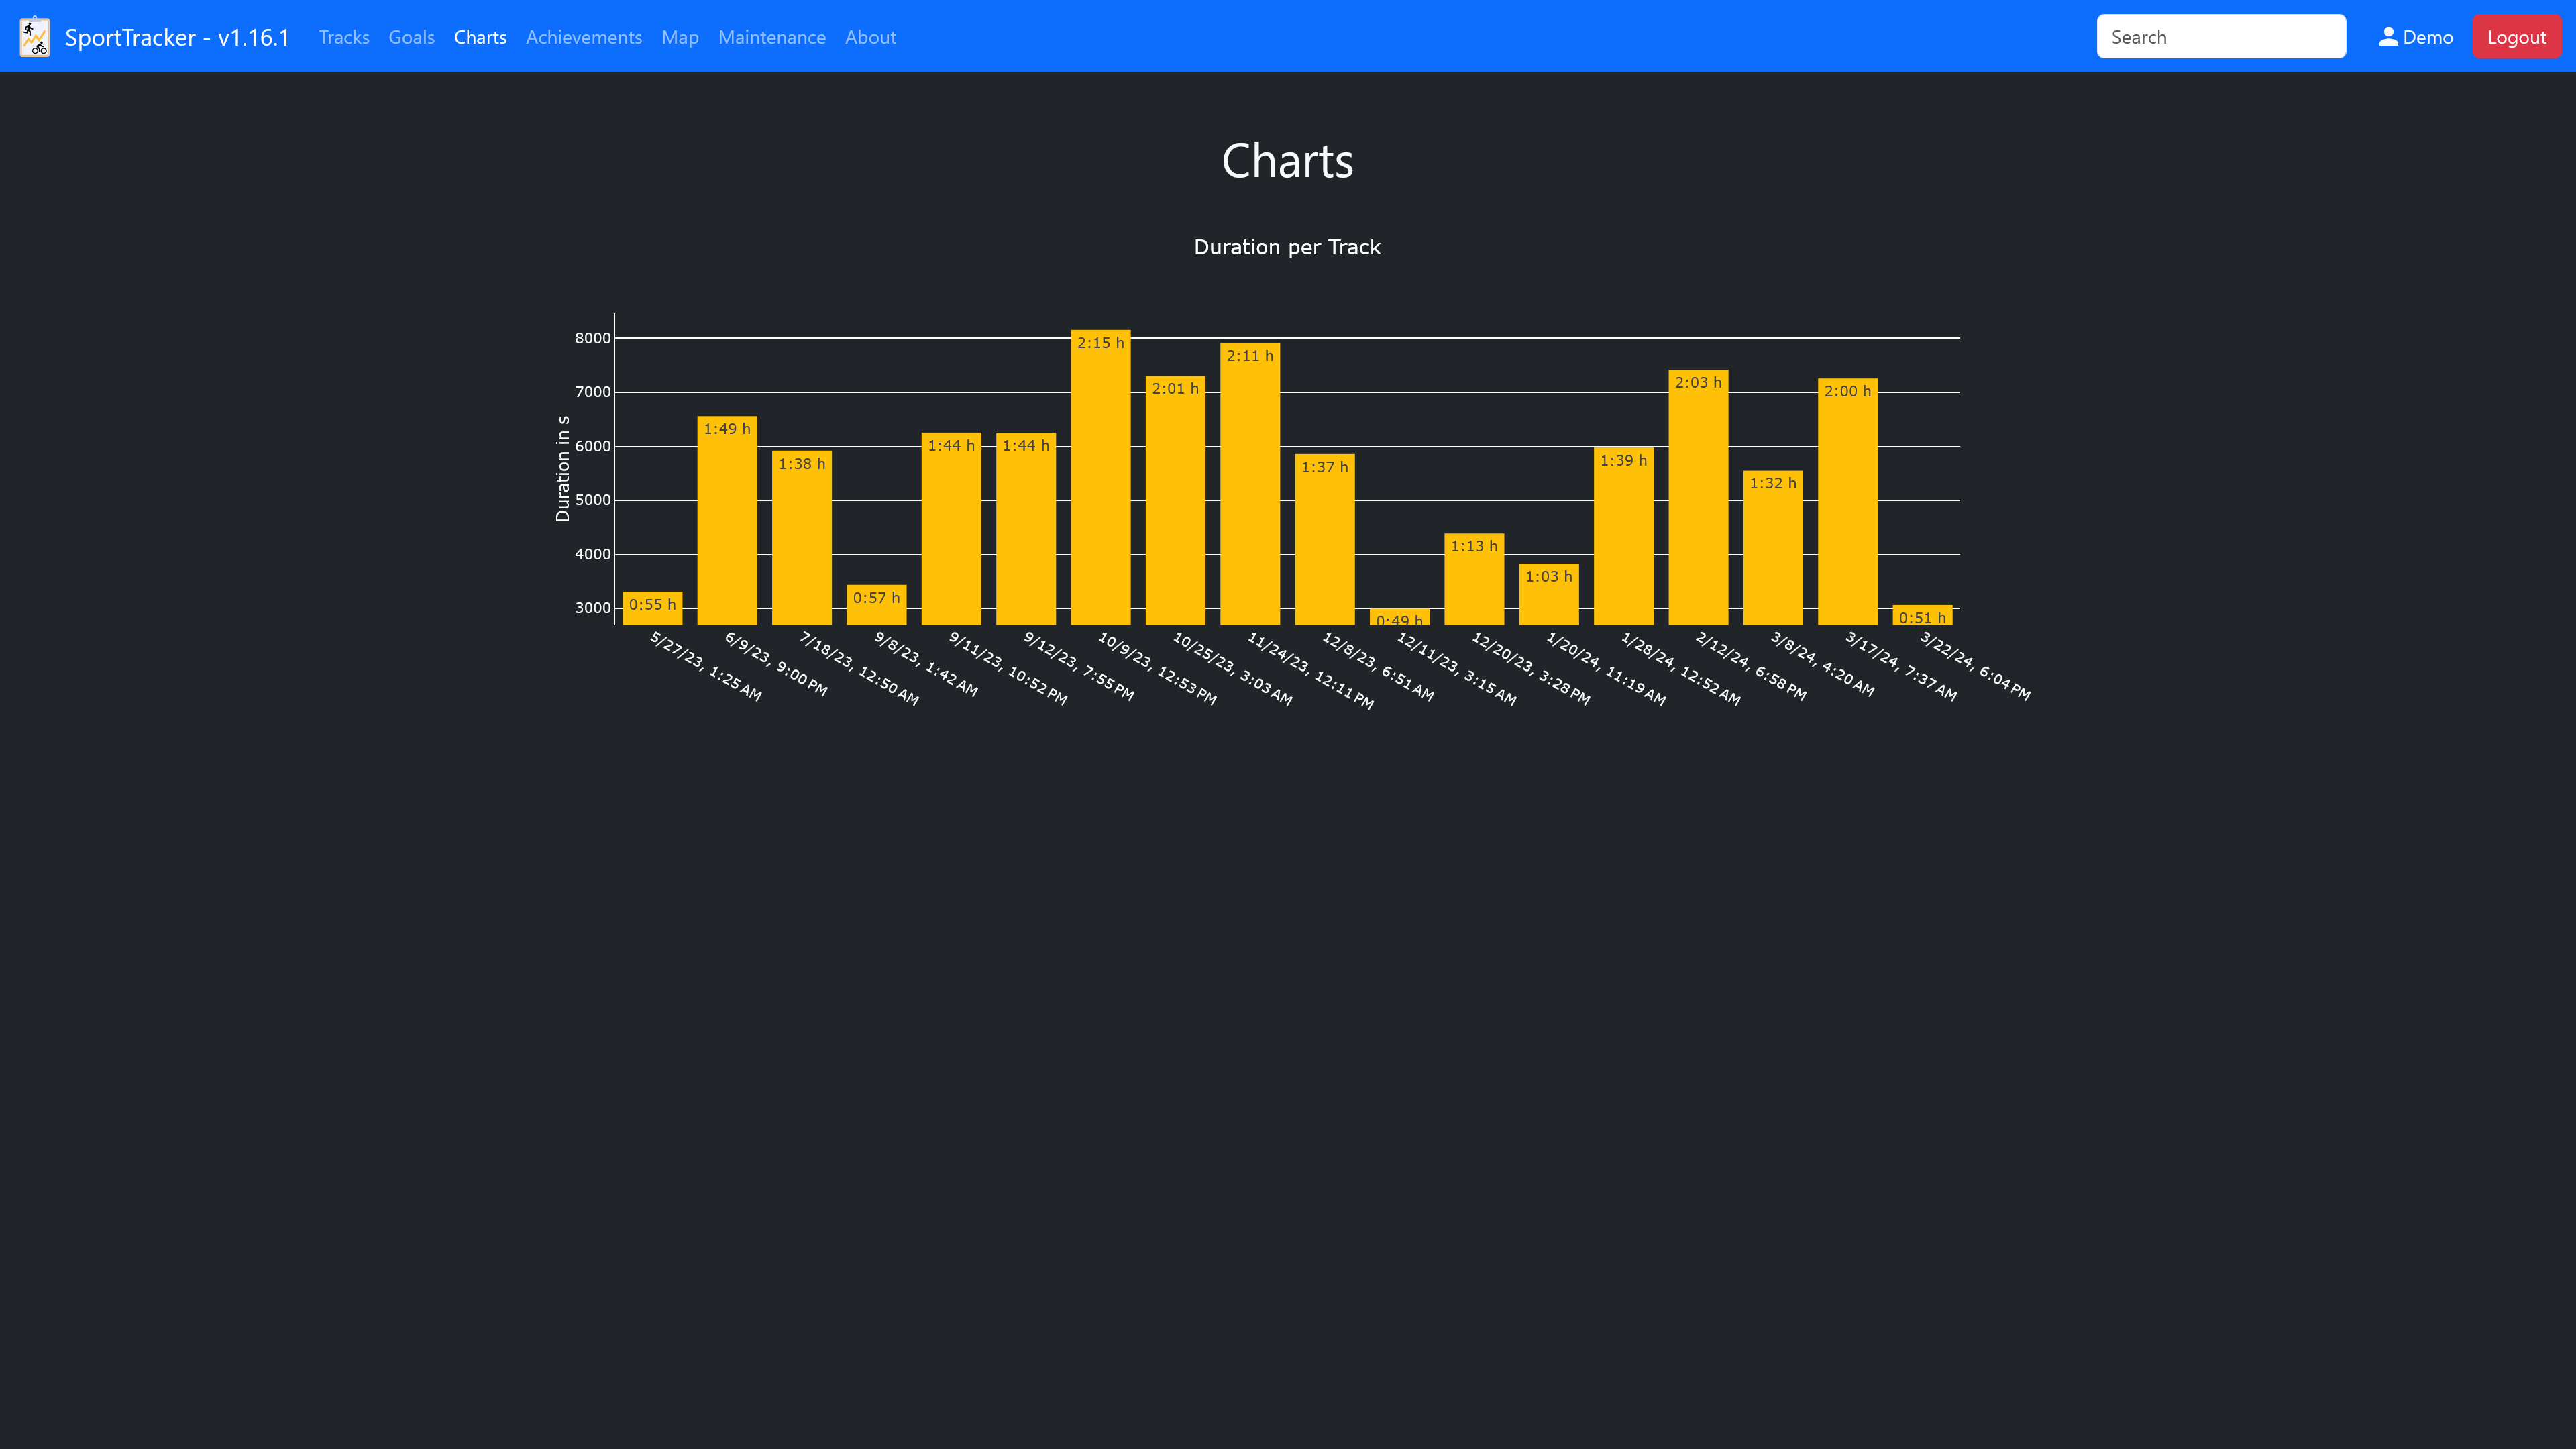 SportTracker - v1.16.1 Tracks Goals Charts Achievements Map Maintenance About Search Demo Logout
Charts
Duration per Track
Duration in s
8000
7000
6000
5000
4000
3000
0:55 h
1:49 h
1:38 h
0:57 h
1:44 h
1:44 h
2:15 h
2:01 h
2:11 h
1:37 h
0:49 h
1:13 h
1:03 h
1:39 h
2:03 h
1:32 h
2:00 h
0:51 h
5/27/23, 1:25 AM
6/9/23, 9:00 PM
7/18/23, 12:50 AM
9/8/23, 1:42 AM
9/11/23, 10:52 PM
9/12/23, 7:55 PM
10/9/23, 12:53 PM
10/25/23, 3:03 AM
11/24/23, 12:11 PM
12/8/23, 6:51 AM
12/11/23, 3:15 AM
12/20/23, 3:28 PM
1/20/24, 11:19 AM
1/28/24, 12:52 AM
2/12/24, 6:58 PM
3/8/24, 4:20 AM
3/17/24, 7:37 AM
3/22/24, 6:04 PM